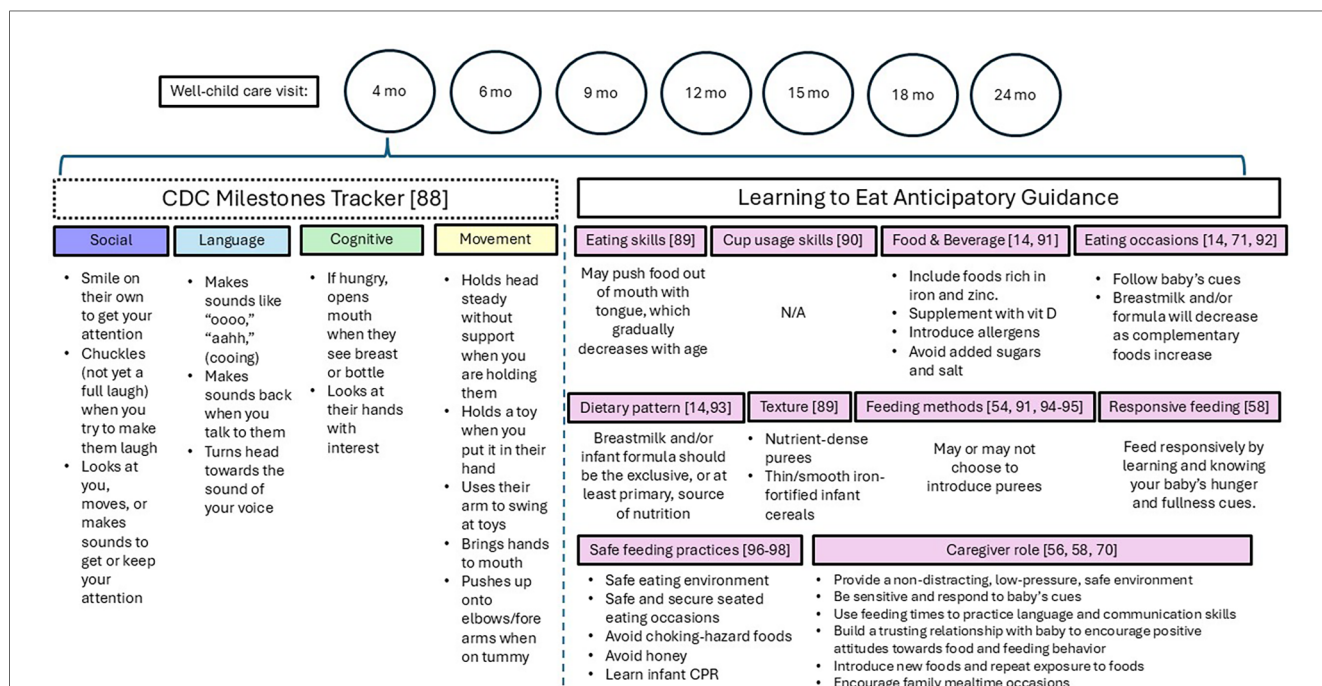 Well-child care visit:
4 mo
6 mo
9 mo
12 mo
15 mo
18 mo
24 mo
CDC Milestones Tracker [88]
Social
• Smile on
their own
to get your
attention
• Chuckles
(not yet a
full laugh)
when you
try to make
them laugh
• Looks at
you,
moves, or
makes
sounds to
get or keep
your
attention
Language
• Makes
sounds like
“oooo,”
“aahh,”
(cooing)
• Makes
sounds back
when you
talk to them
• Turns head
towards the
sound of
your voice
Cognitive
• If hungry,
opens
mouth
when they
see breast
or bottle
• Looks at
their hands
with
interest
Movement
• Holds head
steady
without
support
when you
are holding
them
• Holds a toy
when you
put it in their
hand
• Uses their
arm to swing
at toys
• Brings hands
to mouth
• Pushes up
onto
elbows/fore
arms when
on tummy
Learning to Eat Anticipatory Guidance
Eating skills [89]
May push food out
of mouth with
tongue, which
gradually
decreases with age
Cup usage skills [90]
N/A
Food & Beverage [14, 91]
• Include foods rich in
iron and zinc.
• Supplement with vit D
• Introduce allergens
• Avoid added sugars
and salt
Eating occasions [14, 71, 92]
• Follow baby’s cues
• Breastmilk and/or
formula will decrease
as complementary
foods increase
Dietary pattern [14,93]
Breastmilk and/or
infant formula should
be the exclusive, or at
least primary, source
of nutrition
Texture [89]
• Nutrient-dense
purees
• Thin/smooth iron-
fortified infant
cereals
Feeding methods [54, 91, 94-95]
May or may not
choose to
introduce purees
Responsive feeding [58]
Feed responsively by
learning and knowing
your baby’s hunger
and fullness cues.
Safe feeding practices [96-98]
• Safe eating environment
• Safe and secure seated
eating occasions
• Avoid choking-hazard foods
• Avoid honey
• Learn infant CPR
Caregiver role [56, 58, 70]
• Provide a non-distracting, low-pressure, safe environment
• Be sensitive and respond to baby’s cues
• Use feeding times to practice language and communication skills
• Build a trusting relationship with baby to encourage positive
attitudes towards food and feeding behavior
• Introduce new foods and repeat exposure to foods
• Encourage family mealtime occasions